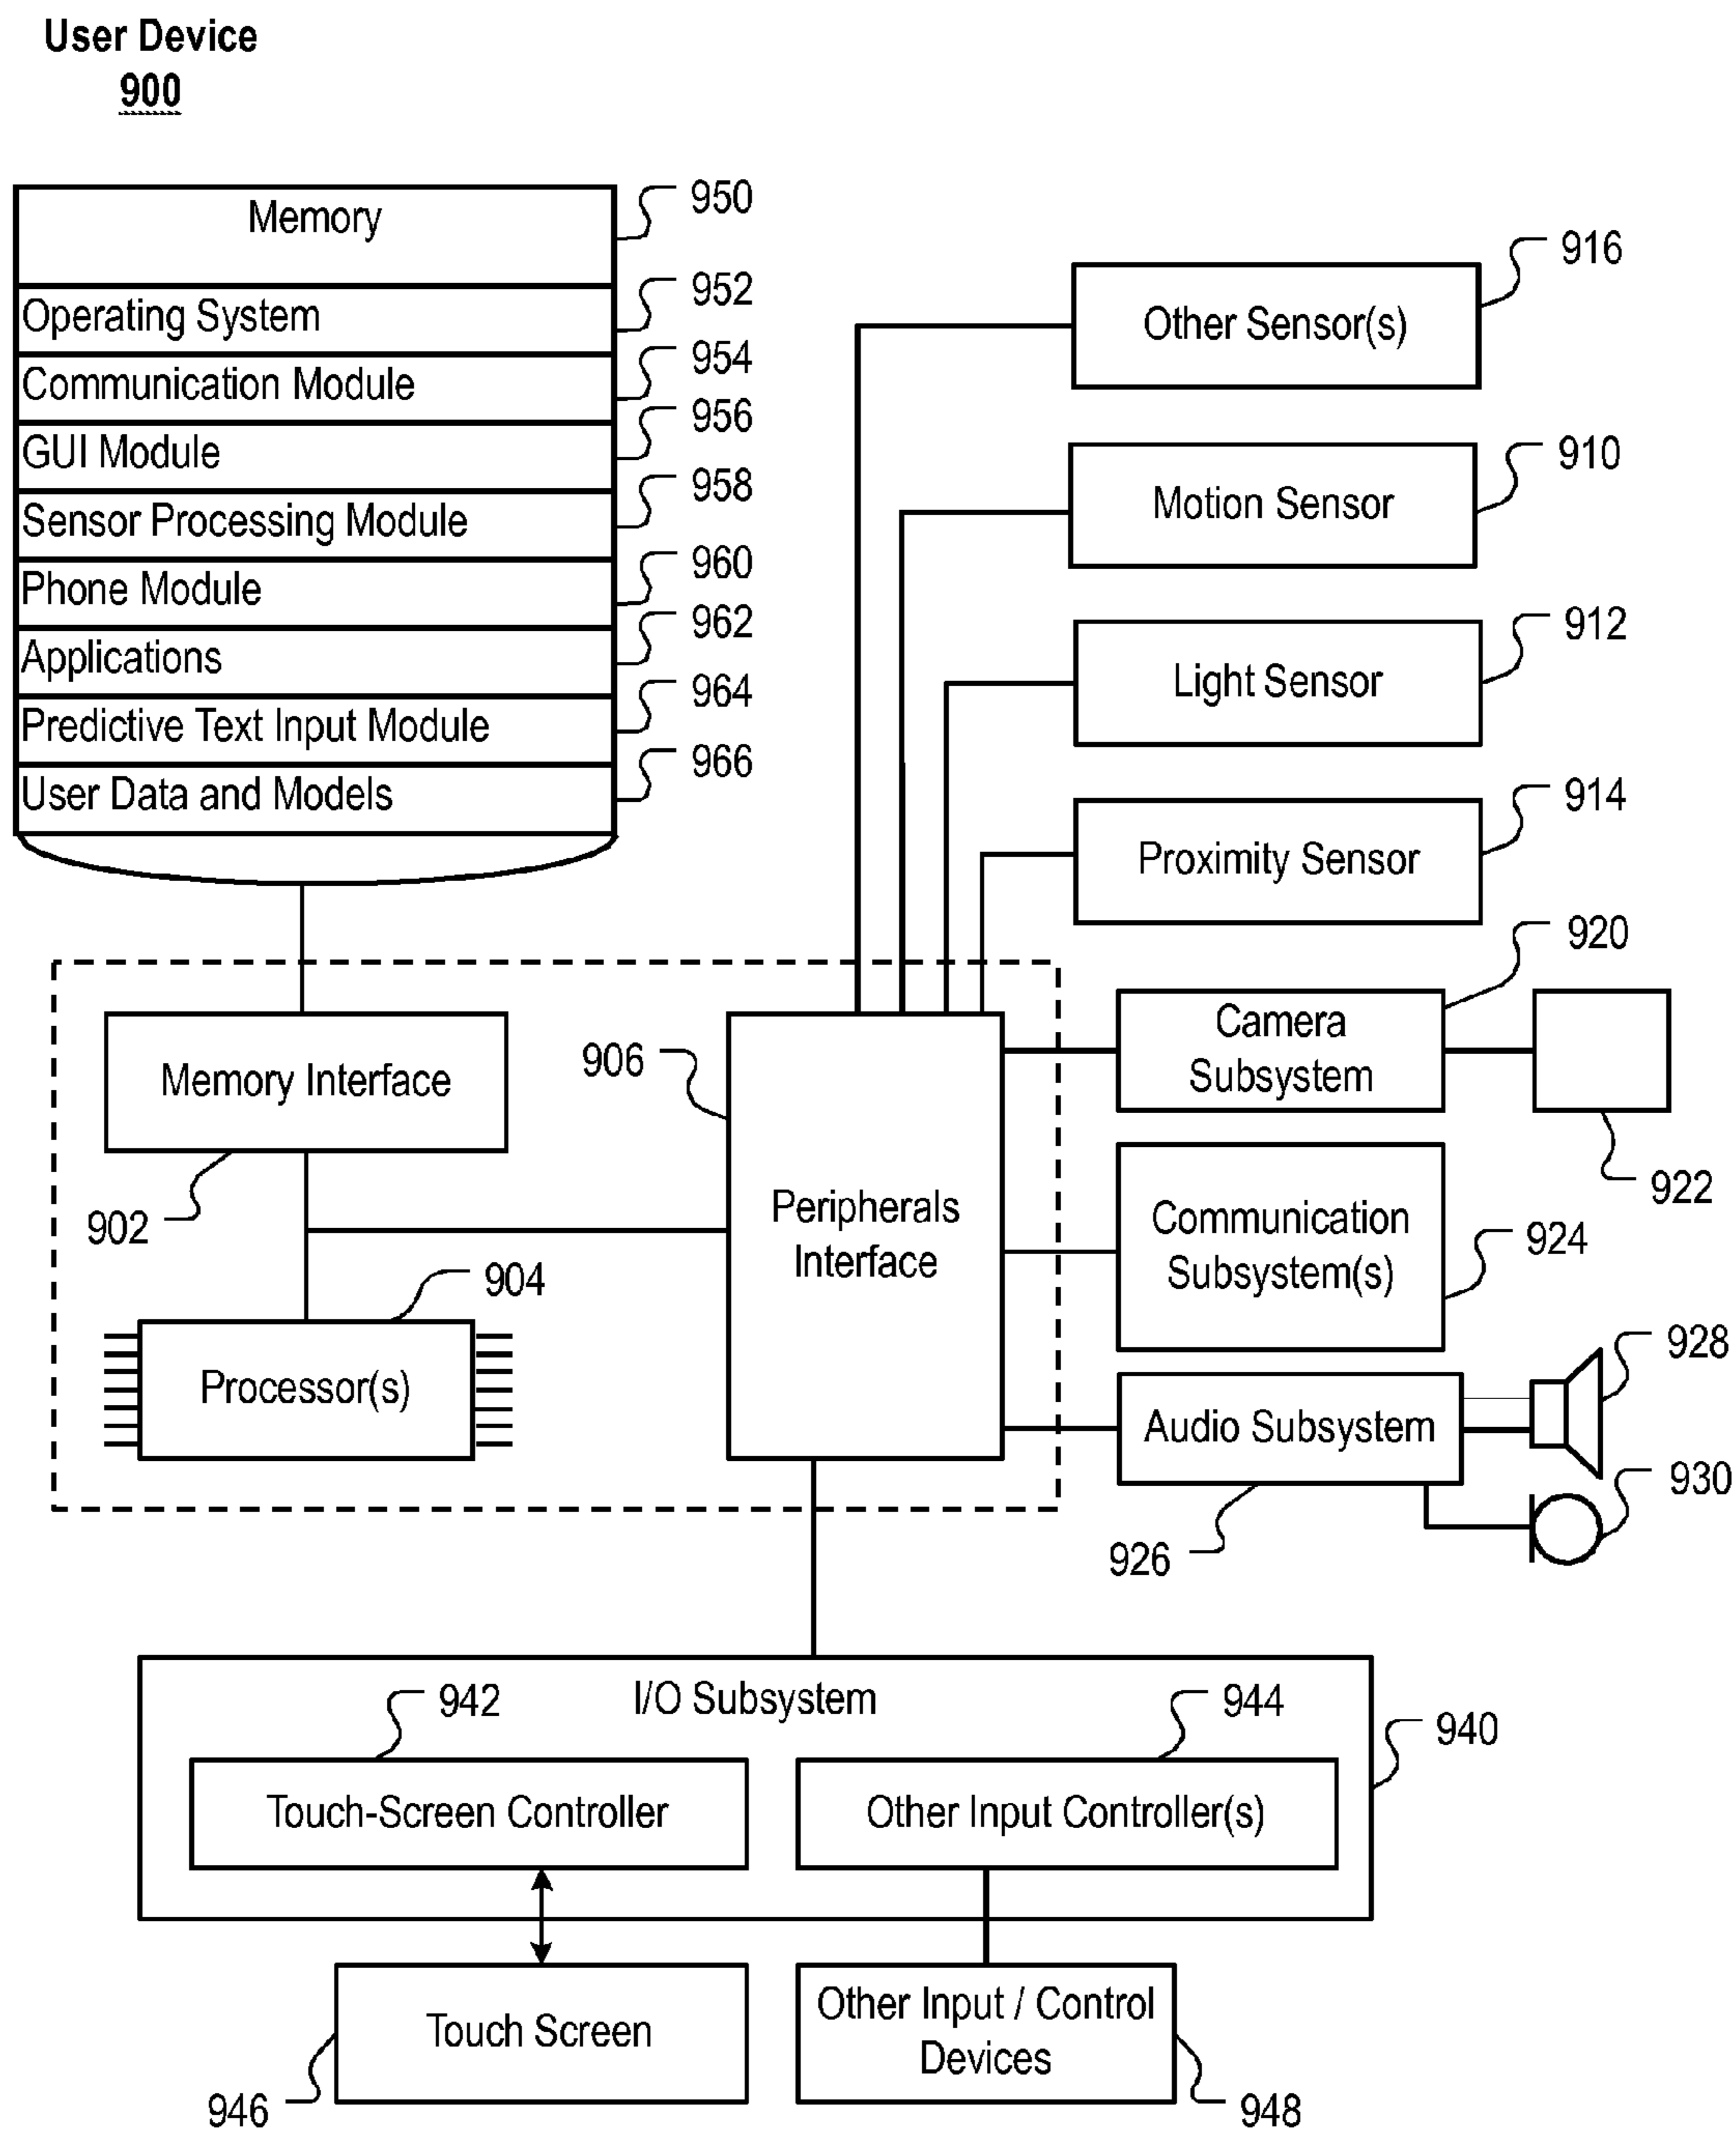 User Device
900
Memory
950
Operating System
952
Communication Module
954
GUI Module
956
Sensor Processing Module
958
Phone Module
960
Applications
962
Predictive Text Input Module
964
User Data and Models
966
Other Sensor(s)
916
Motion Sensor
910
Light Sensor
912
Proximity Sensor
914
920
Camera
Subsystem
922
Memory Interface
902
906
Peripherals
Interface
Communication
Subsystem(s)
924
904
Processor(s)
Audio Subsystem
926
928
930
I/O Subsystem
940
942
Touch-Screen Controller
944
Other Input Controller(s)
Touch Screen
946
Other Input / Control
Devices
948